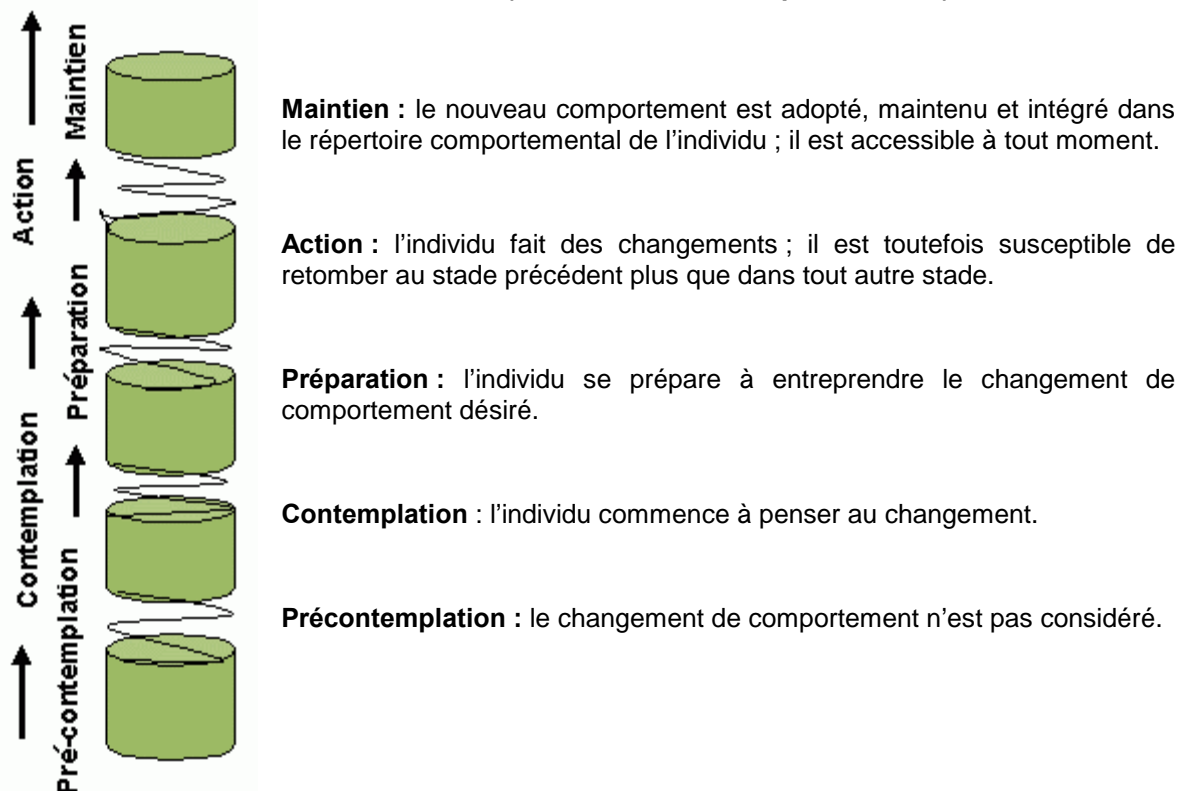 Maintien : le nouveau comportement est adopté, maintenu et intégré dans
le répertoire comportemental de l'individu ; il est accessible à tout moment.
Action : l'individu fait des changements ; il est toutefois susceptible de
retomber au stade précédent plus que dans tout autre stade.
Préparation : l'individu se prépare à entreprendre le changement de
comportement désiré.
Contemplation : l'individu commence à penser au changement.
Précontemplation : le changement de comportement n'est pas considéré.
Maintien
Action
Préparation
Contemplation
Pré-contemplation